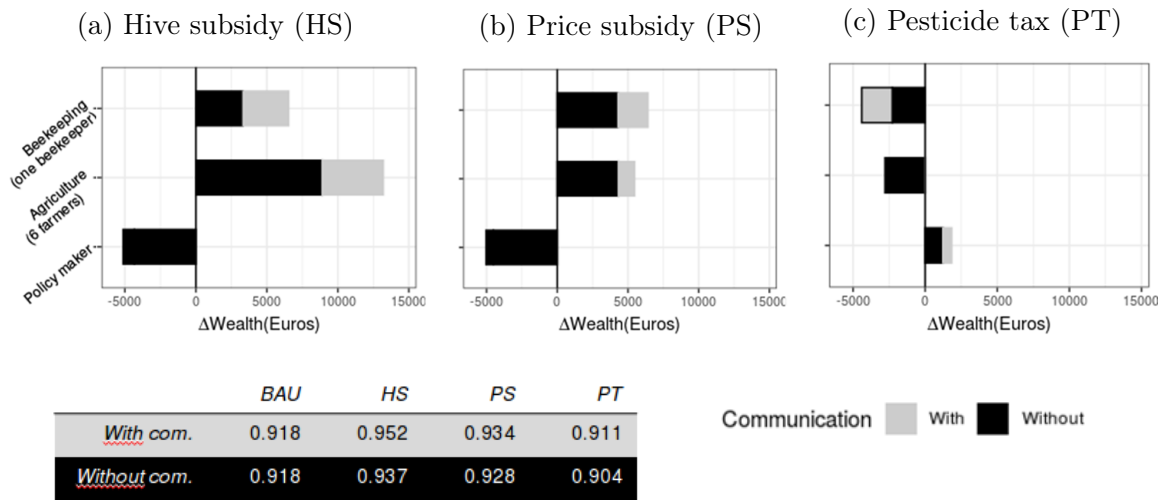 (a) Hive subsidy (HS)
(b) Price subsidy (PS)
(c) Pesticide tax (PT)
Beekeeping
(one beekeeper)
Agriculture
(6 farmers)
Policy maker
-5000 0 5000 10000 15000
ΔWealth(Euros)
-5000 0 5000 10000 15000
ΔWealth(Euros)
-5000 0 5000 10000 15000
ΔWealth(Euros)
BAU HS PS PT
With com. 0.918 0.952 0.934 0.911
Without com. 0.918 0.937 0.928 0.904
Communication With Without